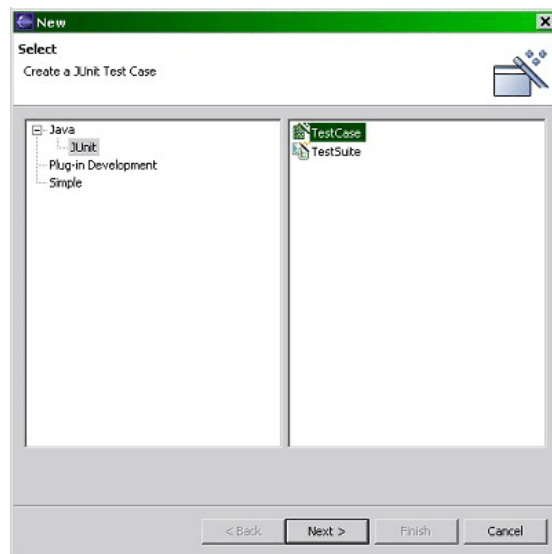 New
Select
Create a JUnit Test Case
Java
JUnit
Plug-in Development
Simple
TestCase
TestSuite
< Back
Next >
Finish
Cancel